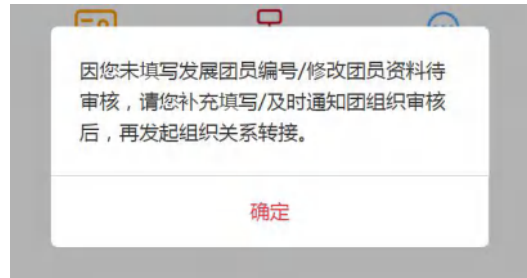 因您未填写发展团员编号/修改团员资料待
审核，请您补充填写/及时通知团组织审核
后，再发起组织关系转接。
确定